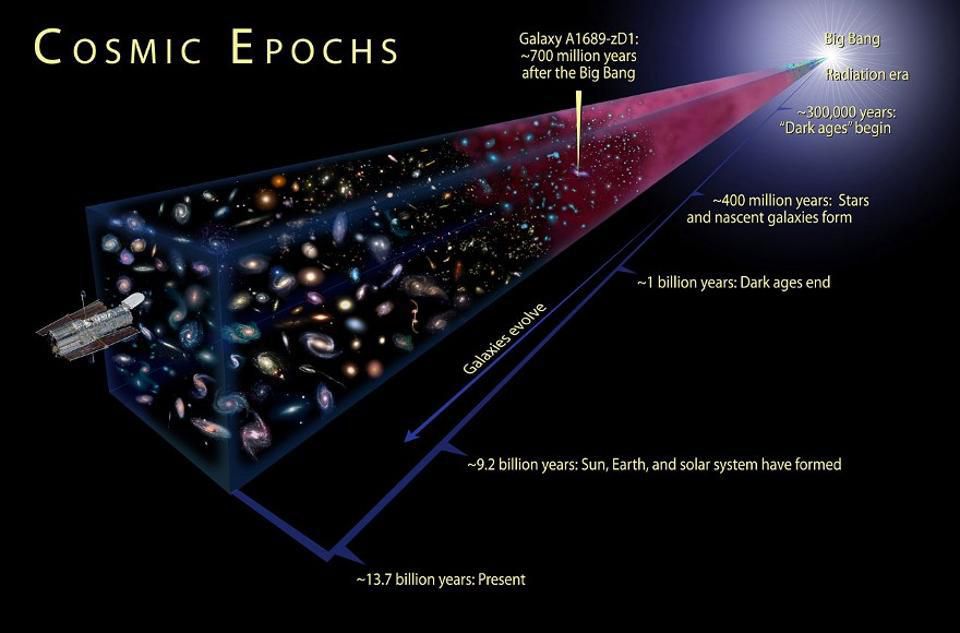 COSMIC EPOCHS
Galaxy A1689-zD1:
~700 million years
after the Big Bang
Big Bang
Radiation era
~300,000 years:
“Dark ages” begin
~400 million years: Stars
and nascent galaxies form
~1 billion years: Dark ages end
Galaxies evolve
~9.2 billion years: Sun, Earth, and solar system have formed
~13.7 billion years: Present